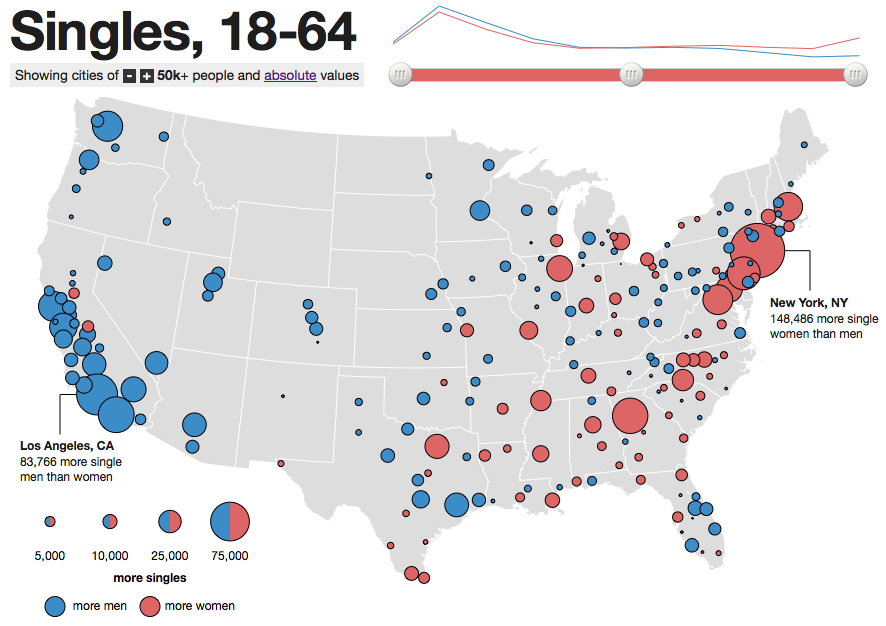 Singles, 18-64
Showing cities of - + 50k+ people and absolute values
New York, NY
148,486 more single
women than men
Los Angeles, CA
83,766 more single
men than women
5,000 10,000 25,000 75,000
more singles
more men more women